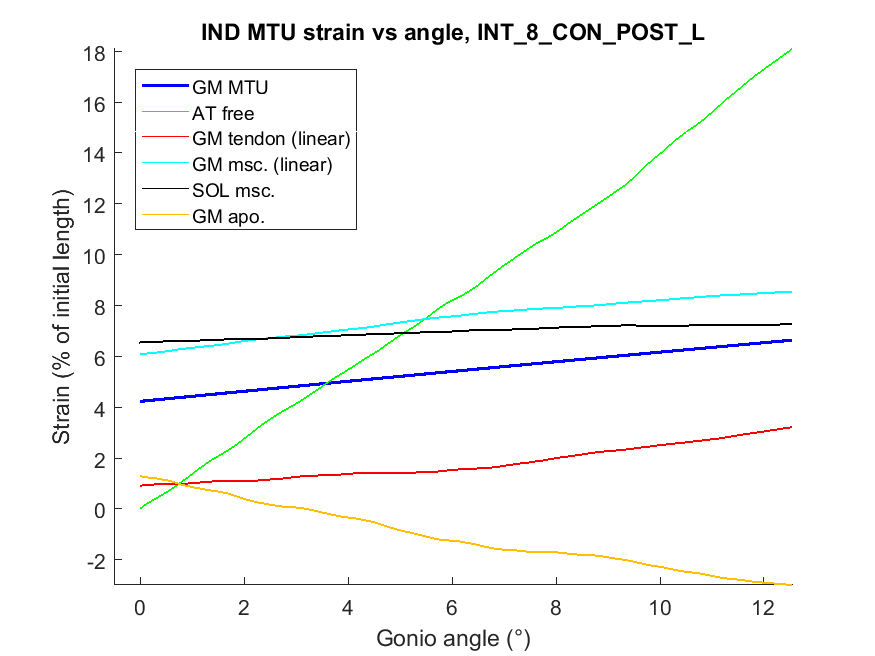 IND MTU strain vs angle, INT_8_CON_POST_L
18
16
14
12
10
8
6
4
2
0
-2
Strain (% of initial length)
GM MTU
AT free
GM tendon (linear)
GM msc. (linear)
SOL msc.
GM apo.
0 2 4 6 8 10 12
Gonio angle (°)